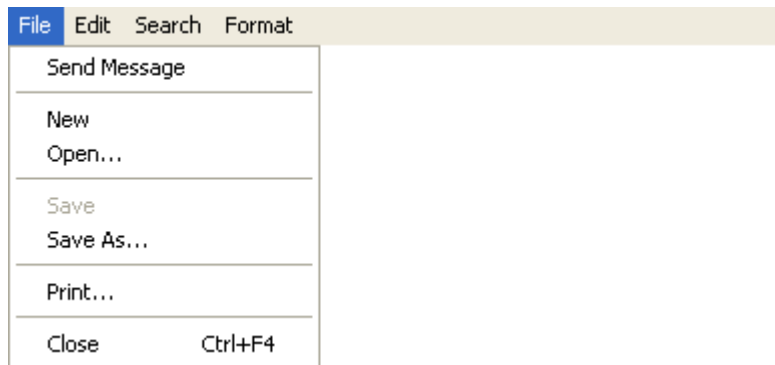 File Edit Search Format
Send Message
New
Open...
Save
Save As...
Print...
Close Ctrl+F4